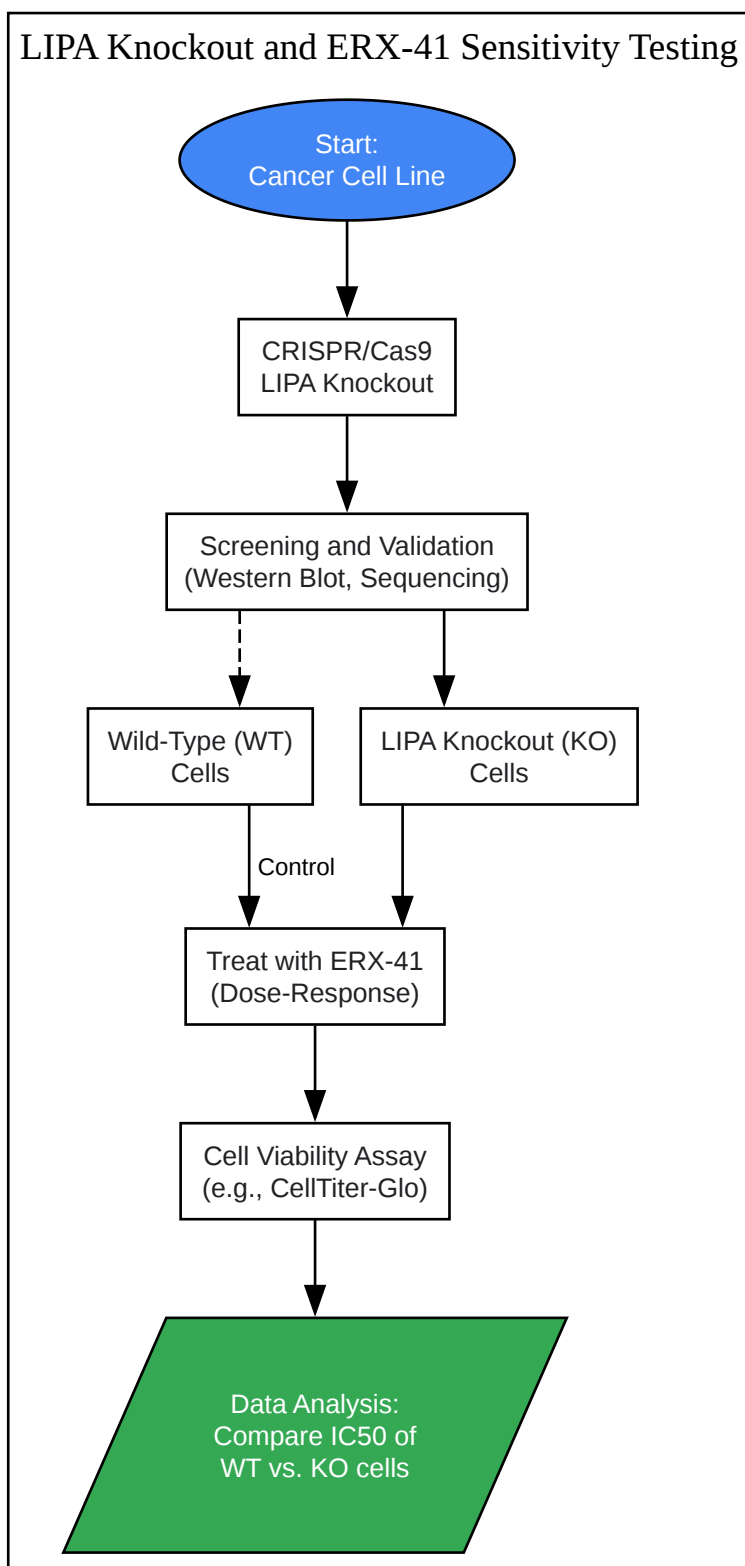 LIPA Knockout and ERX-41 Sensitivity Testing
Start:
Cancer Cell Line
CRISPR/Cas9
LIPA Knockout
Screening and Validation
(Western Blot, Sequencing)
Wild-Type (WT)
Cells
LIPA Knockout (KO)
Cells
Control
Treat with ERX-41
(Dose-Response)
Cell Viability Assay
(e.g., CellTiter-Glo)
Data Analysis:
Compare IC50 of
WT vs. KO cells